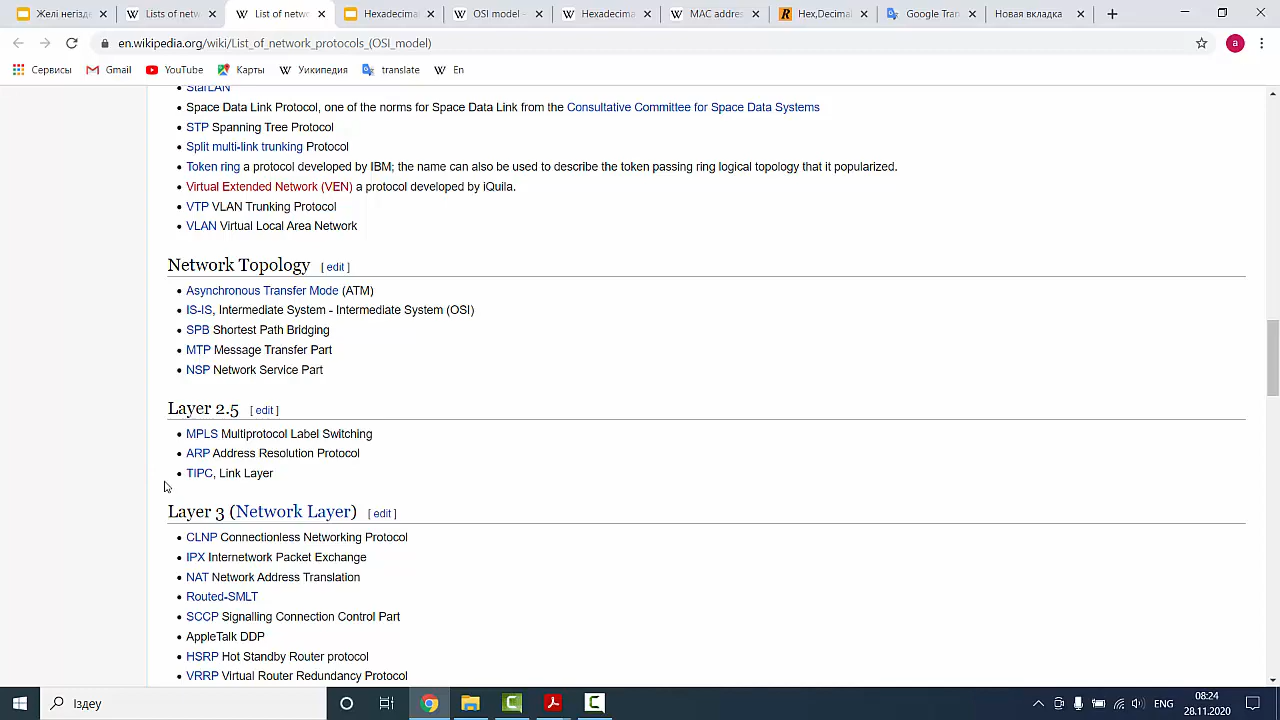 Желі негізде
Lists of netw
List of netwo
Hexadecimal
OSI model
Hexadecima
MAC addre
Hex,Decimal
Google Tran
Новая вкладка
en.wikipedia.org/wiki/List_of_network_protocols_(OSI_model)
a
Сервисы Gmail YouTube Карты Уикипедия translate En
StarLAN
Space Data Link Protocol, one of the norms for Space Data Link from the Consultative Committee for Space Data Systems
STP Spanning Tree Protocol
Split multi-link trunking Protocol
Token ring a protocol developed by IBM; the name can also be used to describe the token passing ring logical topology that it popularized.
Virtual Extended Network (VEN) a protocol developed by iQuila.
VTP VLAN Trunking Protocol
VLAN Virtual Local Area Network
Network Topology [ edit ]
Asynchronous Transfer Mode (ATM)
IS-IS, Intermediate System - Intermediate System (OSI)
SPB Shortest Path Bridging
MTP Message Transfer Part
NSP Network Service Part
Layer 2.5 [ edit ]
MPLS Multiprotocol Label Switching
ARP Address Resolution Protocol
TIPC, Link Layer
Layer 3 (Network Layer) [ edit ]
CLNP Connectionless Networking Protocol
IPX Internetwork Packet Exchange
NAT Network Address Translation
Routed-SMLT
SCCP Signalling Connection Control Part
AppleTalk DDP
HSRP Hot Standby Router protocol
VRRP Virtual Router Redundancy Protocol
Іздеу
ENG
08:24
28.11.2020